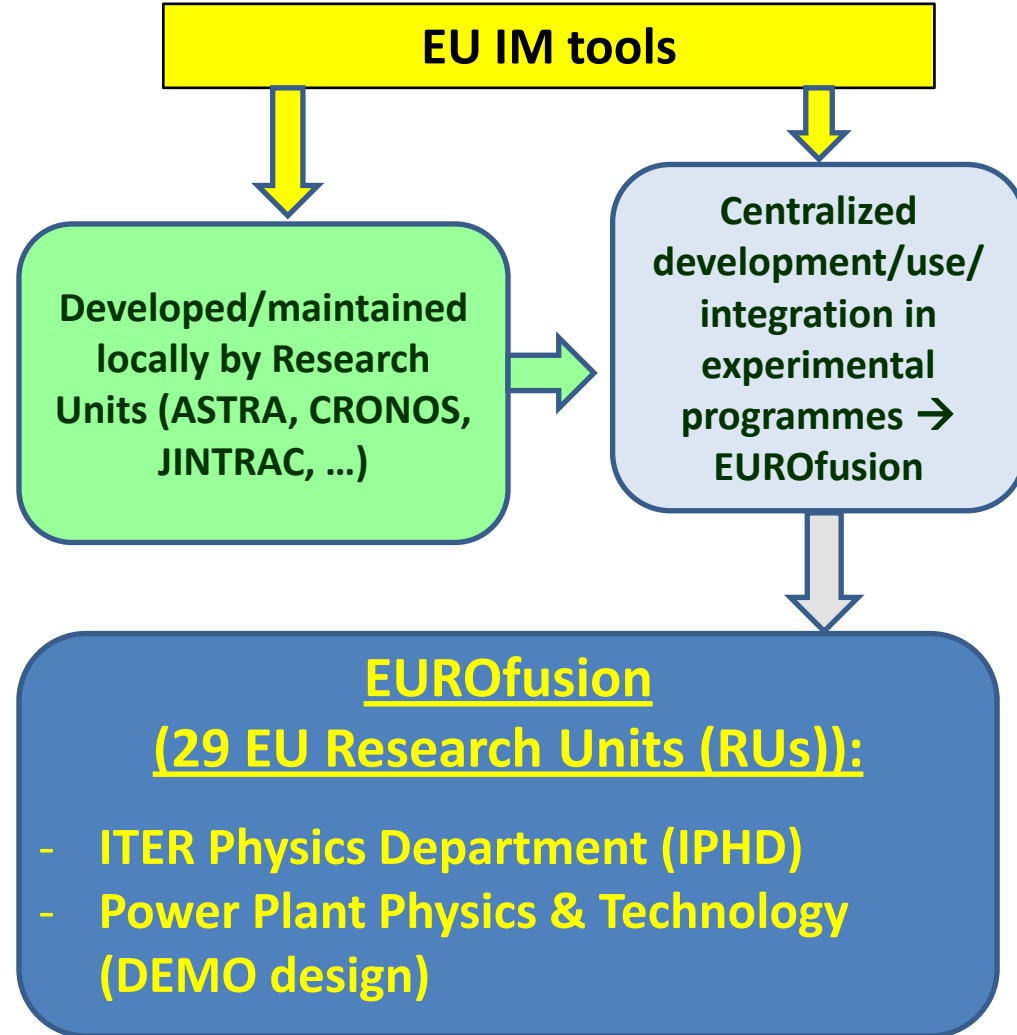 EU IM tools
Developed/maintained
locally by Research
Units (ASTRA, CRONOS,
JINTRAC, …)
Centralized
development/use/
integration in
experimental
programmes →
EUROfusion
EUROfusion
(29 EU Research Units (RUs)):
- ITER Physics Department (IPHD)
- Power Plant Physics & Technology
(DEMO design)